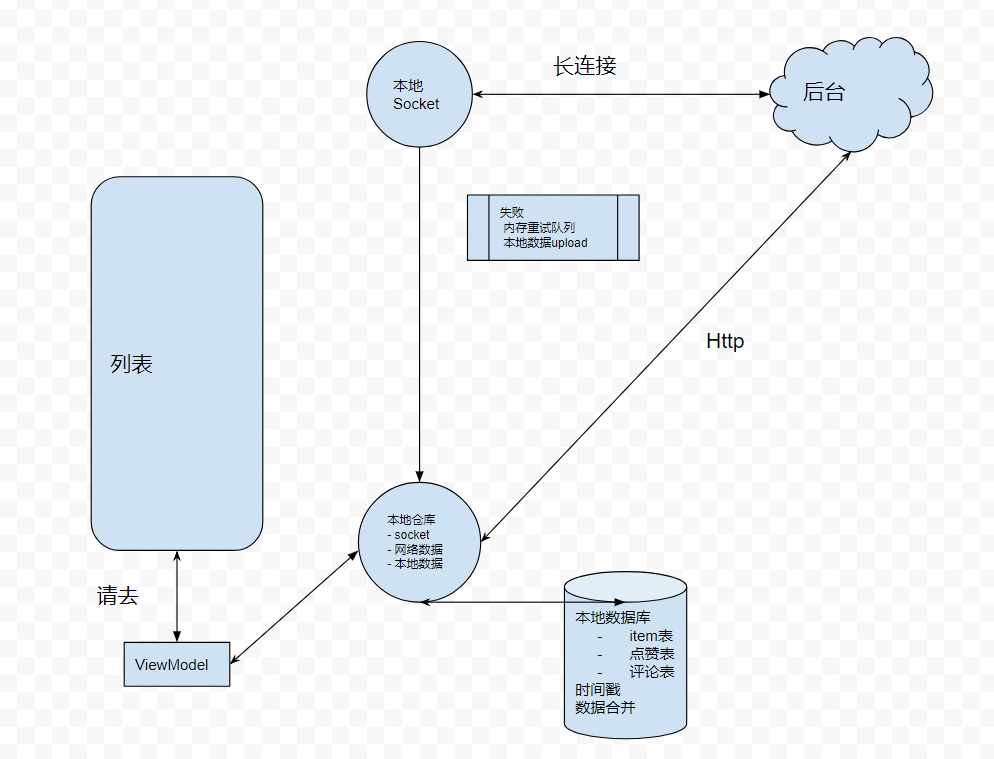 长连接
本地
Socket
后台
失败
内存重试队列
本地数据upload
Http
列表
本地仓库
- socket
- 网络数据
- 本地数据
请去
ViewModel
本地数据库
- item表
- 点赞表
- 评论表
时间戳
数据合并